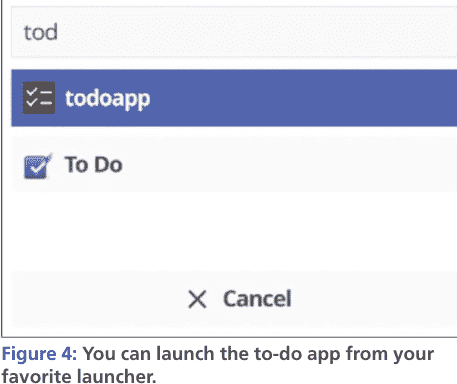 tod
todoapp
To Do
Cancel
Figure 4: You can launch the to-do app from your
favorite launcher.